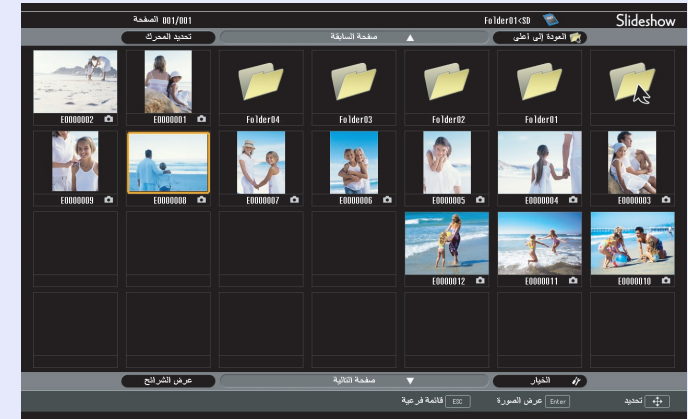 Slideshow
Folder01<SD
001/001 الصفحة
العودة إلى أعلى
صفحة السابقة
تحديد المحرك
Folder01
Folder02
Folder03
Folder04
E0000001
E0000002
E0000003
E0000004
E0000005
E0000006
E0000007
E0000008
E0000009
E0000010
E0000011
E0000012
الخيار
صفحة التالية
عرض الشرائح
تحديد
Enter عرض الصورة
ESC قائمة فرعية